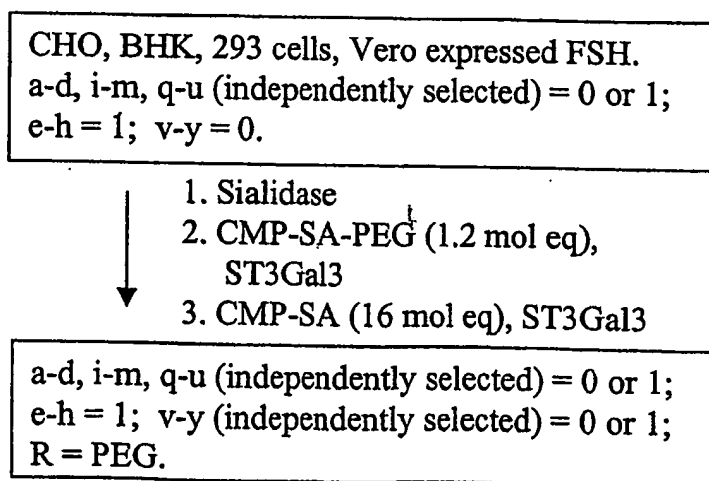 CHO, BHK, 293 cells, Vero expressed FSH.
a-d, i-m, q-u (independently selected) = 0 or 1;
e-h = 1; v-y = 0.
1. Sialidase
2. CMP-SA-PEG (1.2 mol eq),
ST3Gal3
3. CMP-SA (16 mol eq), ST3Gal3
a-d, i-m, q-u (independently selected) = 0 or 1;
e-h = 1; v-y (independently selected) = 0 or 1;
R = PEG.